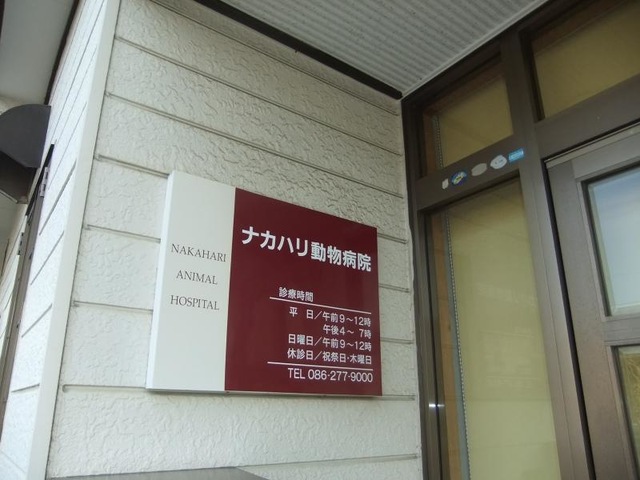 NAKAHARI
ANIMAL
HOSPITAL
ナカハリ動物病院
診療時間
平 日／午前9～12時
午後4～ 7時
日曜日／午前9～12時
休診日／祝祭日・木曜日
TEL 086-277-9000